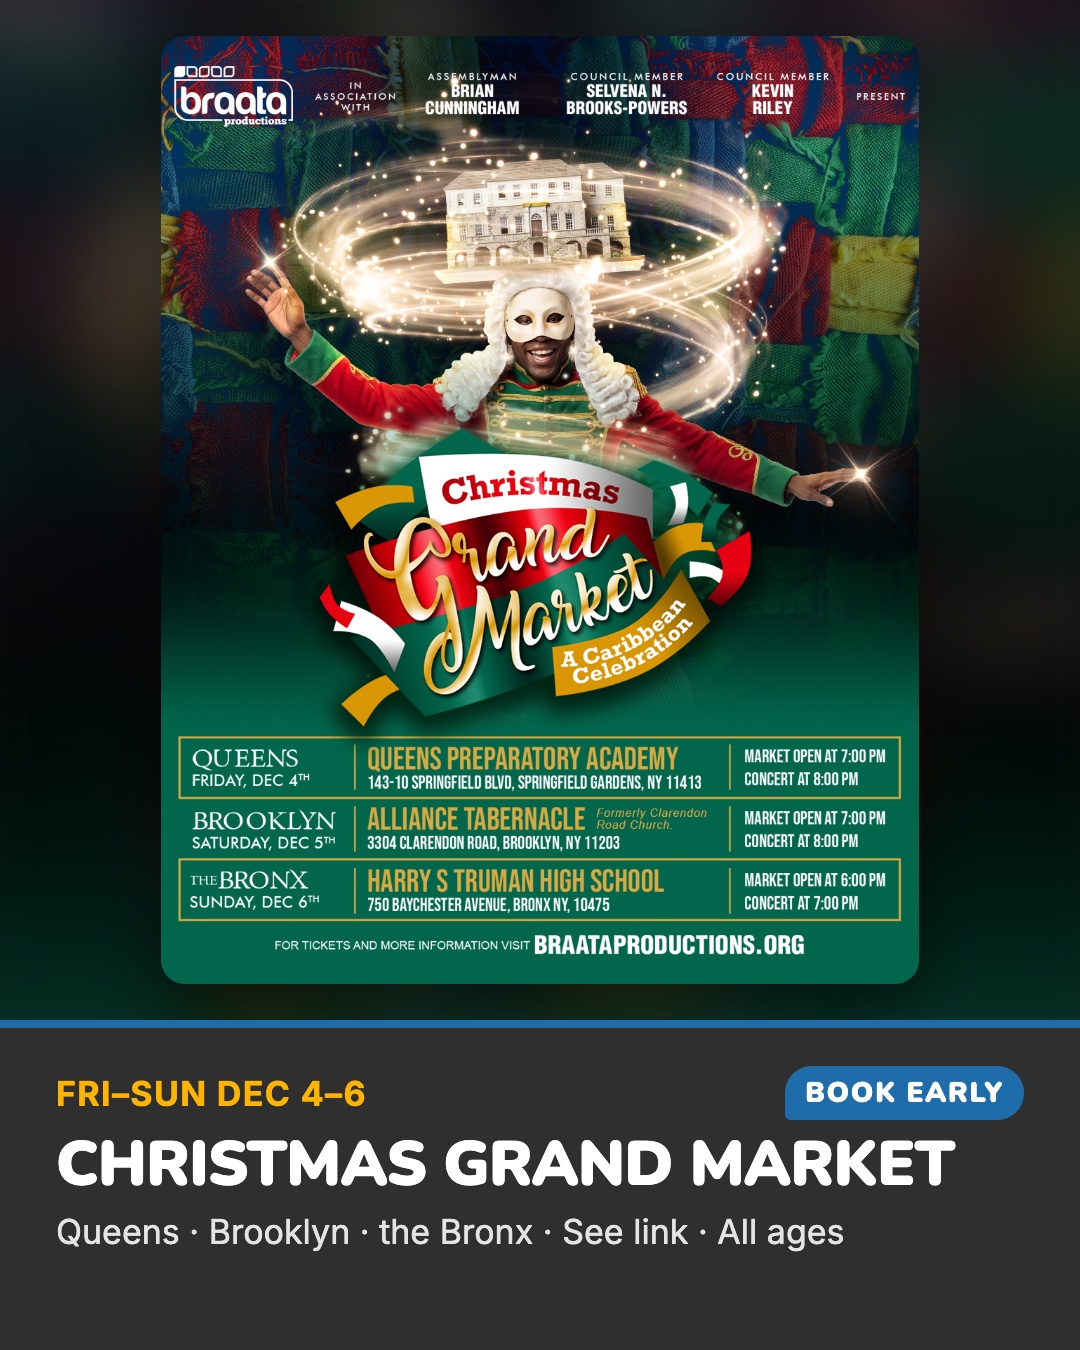 braata
productions
IN
ASSOCIATION
WITH
ASSEMBLYMAN
BRIAN
CUNNINGHAM
COUNCIL MEMBER
SELVENA N.
BROOKS-POWERS
COUNCIL MEMBER
KEVIN
RILEY
PRESENT
Christmas
Grand
Market
A Caribbean
Celebration
QUEENS
FRIDAY, DEC 4TH
QUEENS PREPARATORY ACADEMY
143-10 SPRINGFIELD BLVD, SPRINGFIELD GARDENS, NY 11413
MARKET OPEN AT 7:00 PM
CONCERT AT 8:00 PM
BROOKLYN
SATURDAY, DEC 5TH
ALLIANCE TABERNACLE
Formerly Clarendon
Road Church.
3304 CLARENDON ROAD, BROOKLYN, NY 11203
MARKET OPEN AT 7:00 PM
CONCERT AT 8:00 PM
THE BRONX
SUNDAY, DEC 6TH
HARRY S TRUMAN HIGH SCHOOL
750 BAYCHESTER AVENUE, BRONX NY, 10475
MARKET OPEN AT 6:00 PM
CONCERT AT 7:00 PM
FOR TICKETS AND MORE INFORMATION VISIT BRAATAPRODUCTIONS.ORG
FRI–SUN DEC 4–6
BOOK EARLY
CHRISTMAS GRAND MARKET
Queens · Brooklyn · the Bronx · See link · All ages